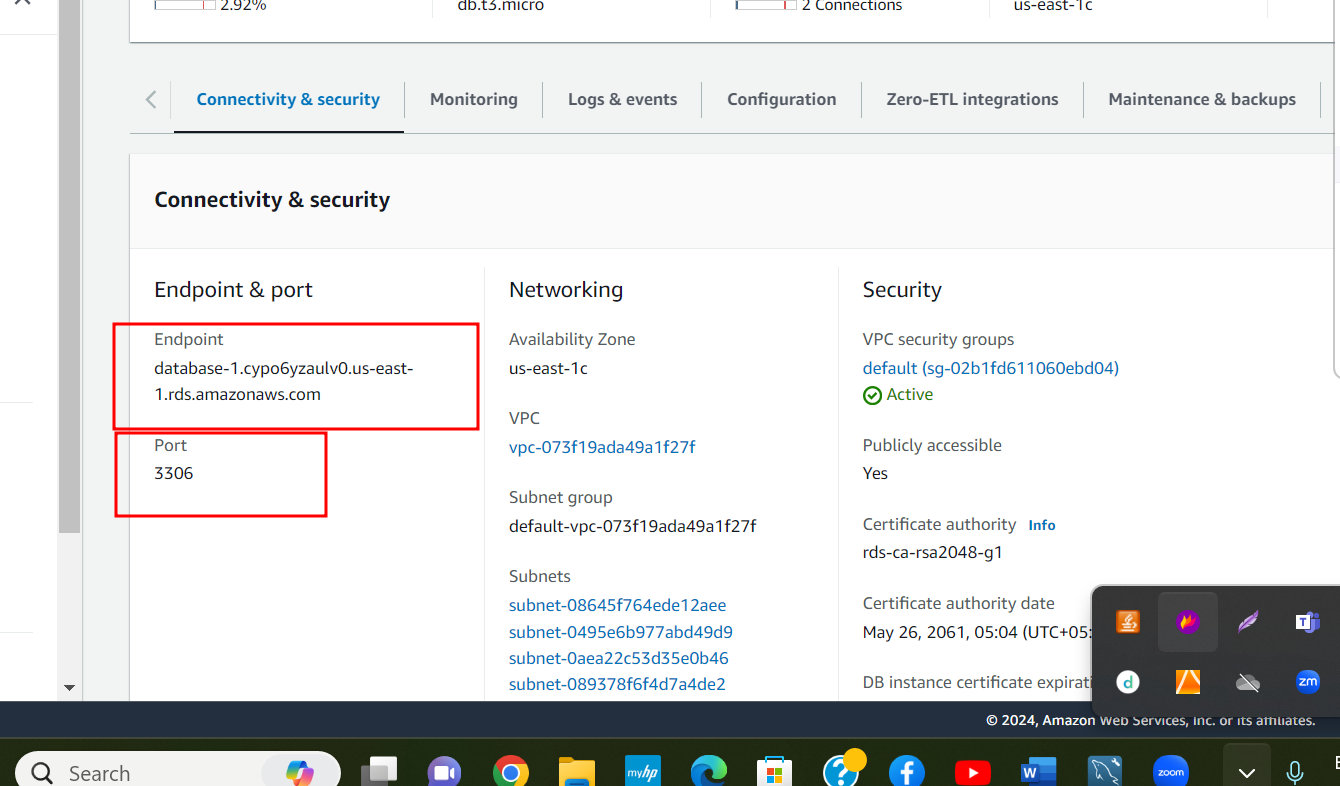 2.92%
db.t3.micro
2 Connections
us-east-1c
Connectivity & security
Monitoring
Logs & events
Configuration
Zero-ETL integrations
Maintenance & backups
Connectivity & security
Endpoint & port
Endpoint
database-1.cypo6yzaulv0.us-east-
1.rds.amazonaws.com
Port
3306
Networking
Availability Zone
us-east-1c
VPC
vpc-073f19ada49a1f27f
Subnet group
default-vpc-073f19ada49a1f27f
Subnets
subnet-08645f764ede12aee
subnet-0495e6b977abd49d9
subnet-0aea22c53d35e0b46
subnet-089378f6f4d7a4de2
Security
VPC security groups
default (sg-02b1fd611060ebd04)
Active
Publicly accessible
Yes
Certificate authority Info
rds-ca-rsa2048-g1
Certificate authority date
May 26, 2061, 05:04 (UTC+05:
DB instance certificate expirati
T
d
zm
© 2024, Amazon Web Services, Inc. or its affiliates.
Search
myhp
?
f
W
zoom